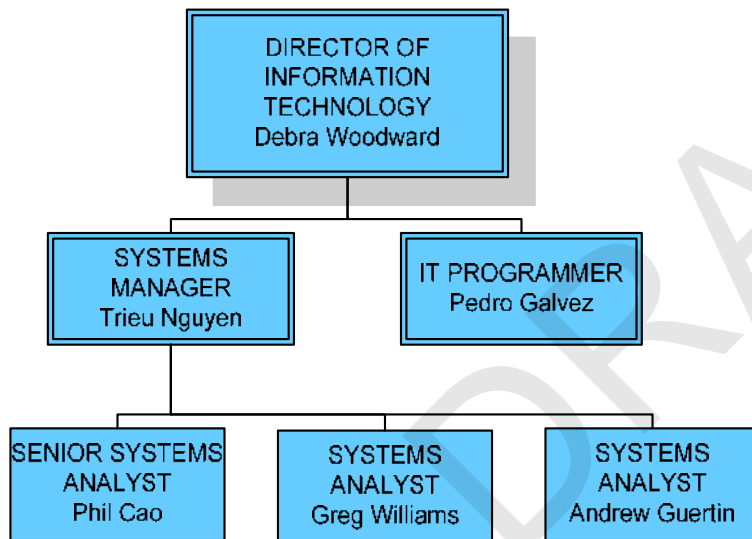 DIRECTOR OF
INFORMATION
TECHNOLOGY
Debra Woodward
SYSTEMS
MANAGER
Trieu Nguyen
IT PROGRAMMER
Pedro Galvez
SENIOR SYSTEMS
ANALYST
Phil Cao
SYSTEMS
ANALYST
Greg Williams
SYSTEMS
ANALYST
Andrew Guertin
DRA